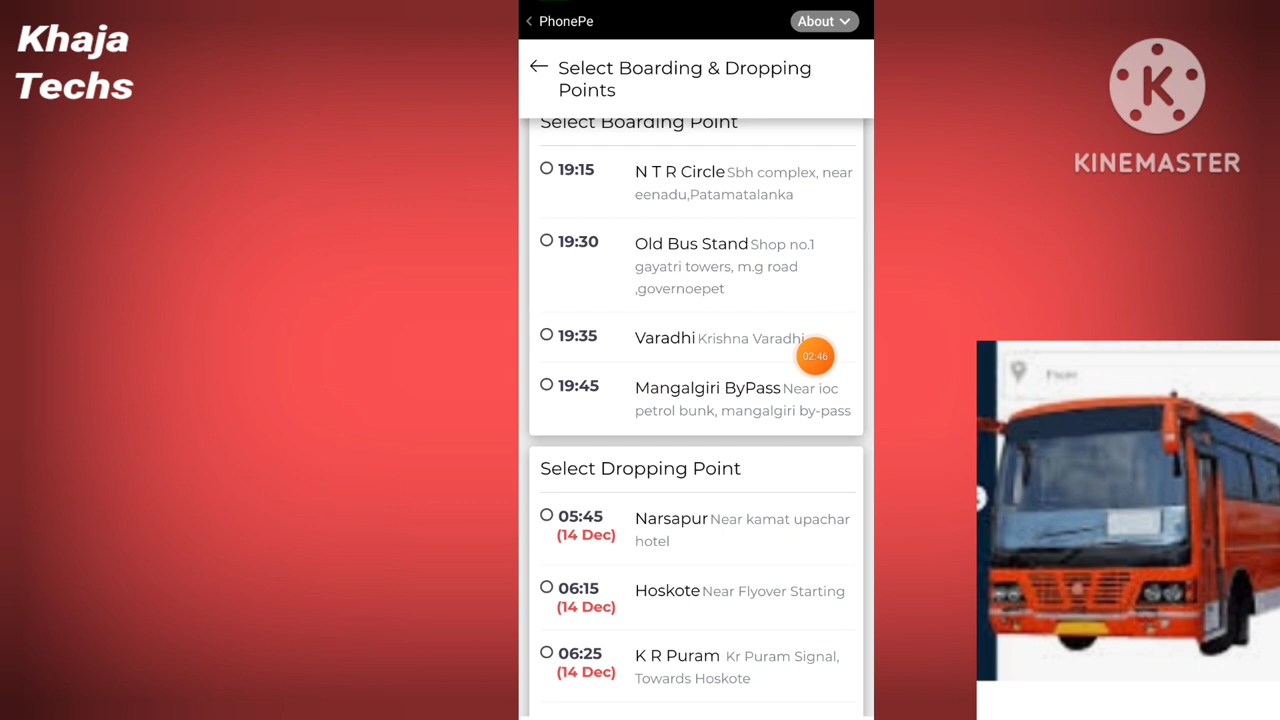 Khaja
Techs
PhonePe
About
Select Boarding & Dropping
Points
Select Boarding Point
19:15
N T R Circle Sbh complex, near
eenadu,Patamatalanka
19:30
Old Bus Stand Shop no.1
gayatri towers, m.g road
,governoepet
19:35
Varadhi Krishna Varadhi
02:46
19:45
Mangalgiri ByPass Near ioc
petrol bunk, mangalgiri by-pass
Select Dropping Point
05:45
(14 Dec)
Narsapur Near kamat upachar
hotel
06:15
(14 Dec)
Hoskote Near Flyover Starting
06:25
(14 Dec)
K R Puram Kr Puram Signal,
Towards Hoskote
K
KINEMASTER